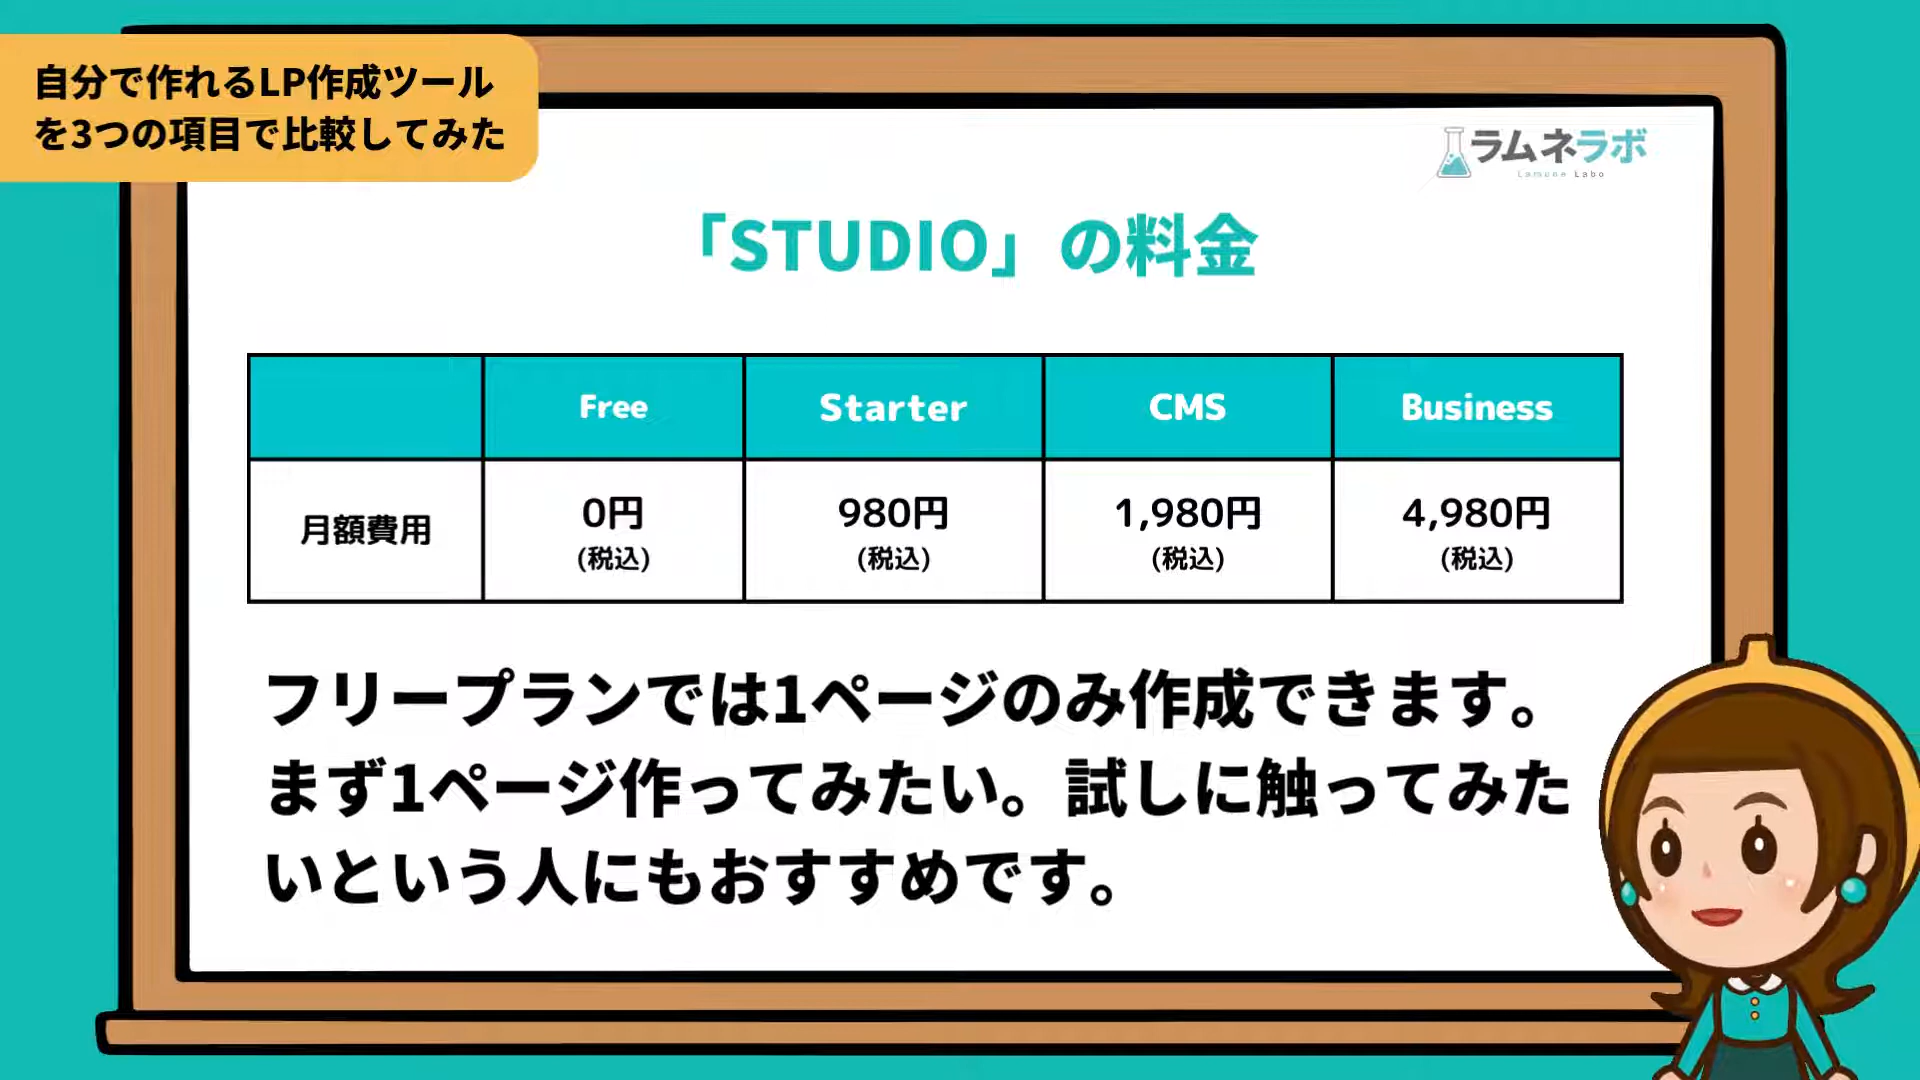 自分で作れるLP作成ツール
を3つの項目で比較してみた
ラムネラボ
Lamune Labo
「STUDIO」の料金
Free Starter CMS Business
月額費用 0円 980円 1,980円 4,980円
(税込) (税込) (税込) (税込)
フリープランでは1ページのみ作成できます。
まず1ページ作ってみたい。試しに触ってみた
いという人にもおすすめです。